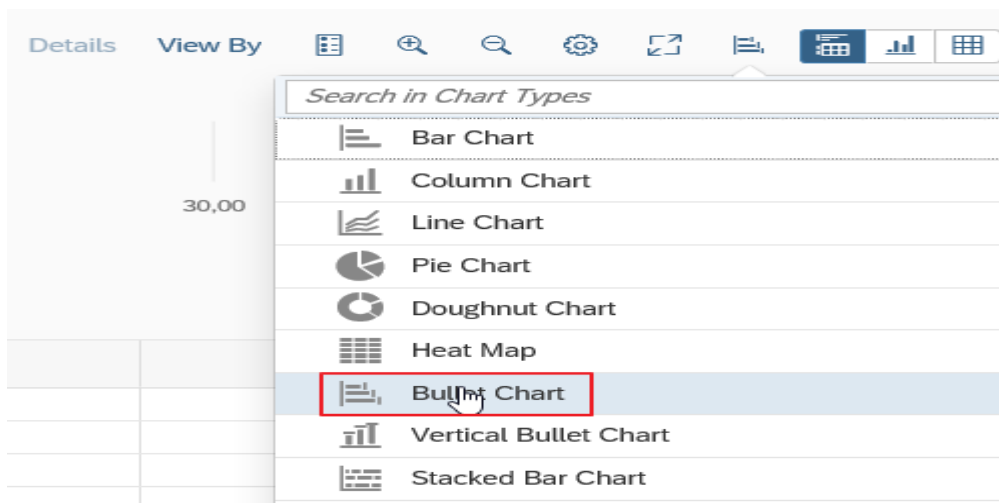 Details View By
Search in Chart Types
Bar Chart
Column Chart
30,00
Line Chart
Pie Chart
Doughnut Chart
Heat Map
Bullet Chart
Vertical Bullet Chart
Stacked Bar Chart